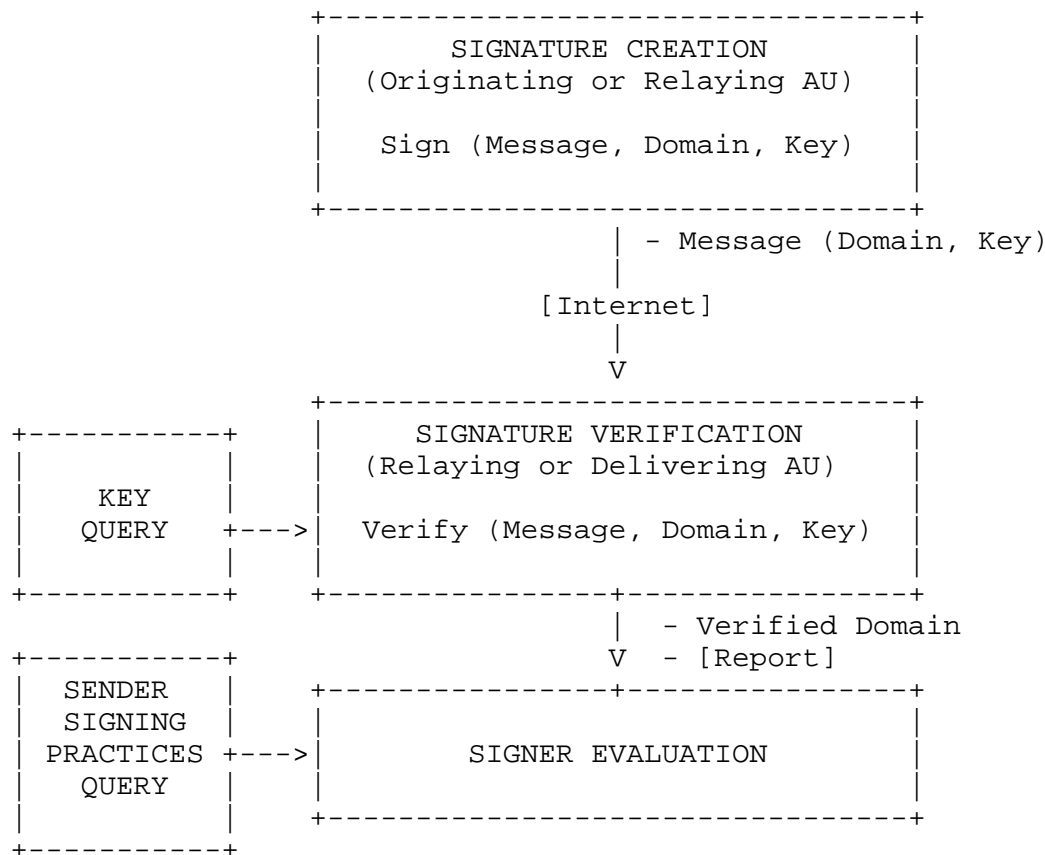 SIGNATURE CREATION
(Originating or Relaying AU)
Sign (Message, Domain, Key)
- Message (Domain, Key)
[Internet]
V
SIGNATURE VERIFICATION
(Relaying or Delivering AU)
KEY
QUERY
Verify (Message, Domain, Key)
- Verified Domain
V - [Report]
SENDER
SIGNING
PRACTICES
QUERY
SIGNER EVALUATION